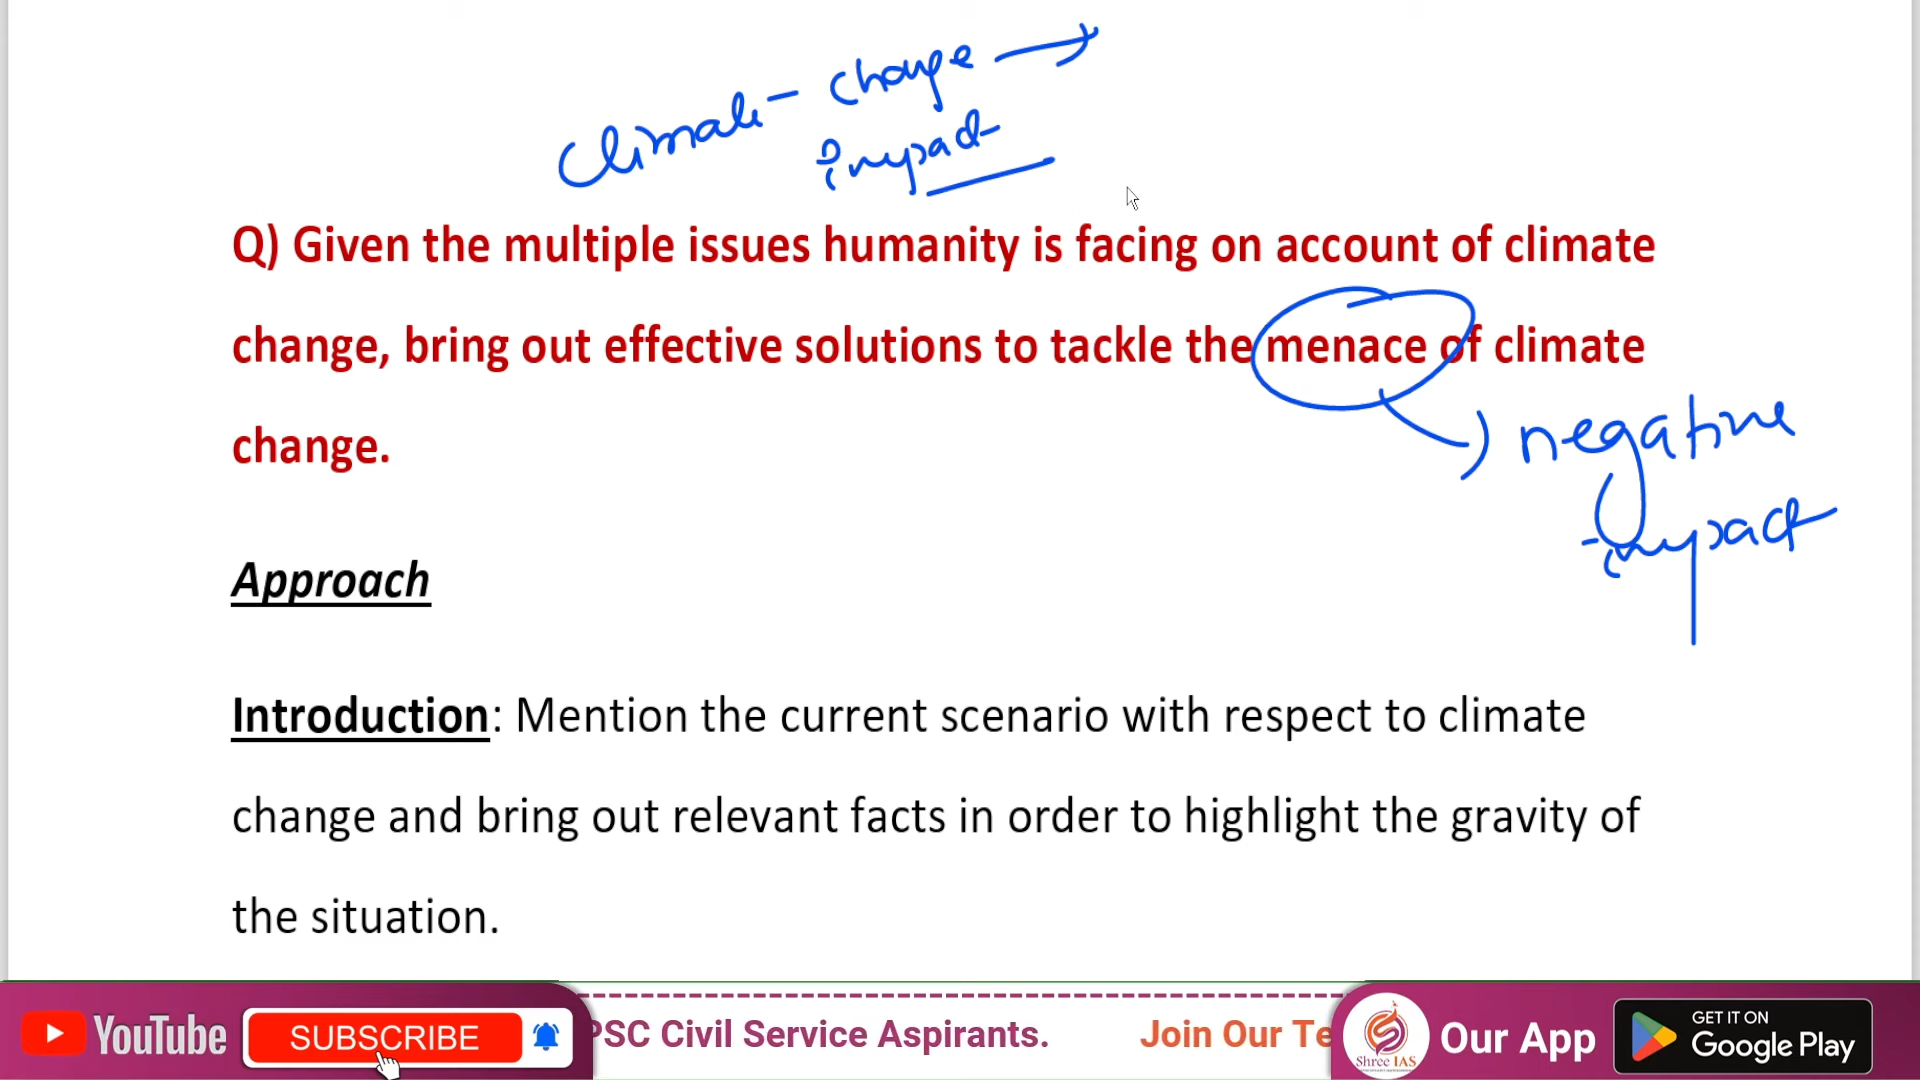 Climate - change →
impact
Q) Given the multiple issues humanity is facing on account of climate
change, bring out effective solutions to tackle the menace of climate
change.
negative
impact
Approach
Introduction: Mention the current scenario with respect to climate
change and bring out relevant facts in order to highlight the gravity of
the situation.
YouTube SUBSCRIBE PSC Civil Service Aspirants. Join Our Te
Shree IAS
Our App
GET IT ON
Google Play